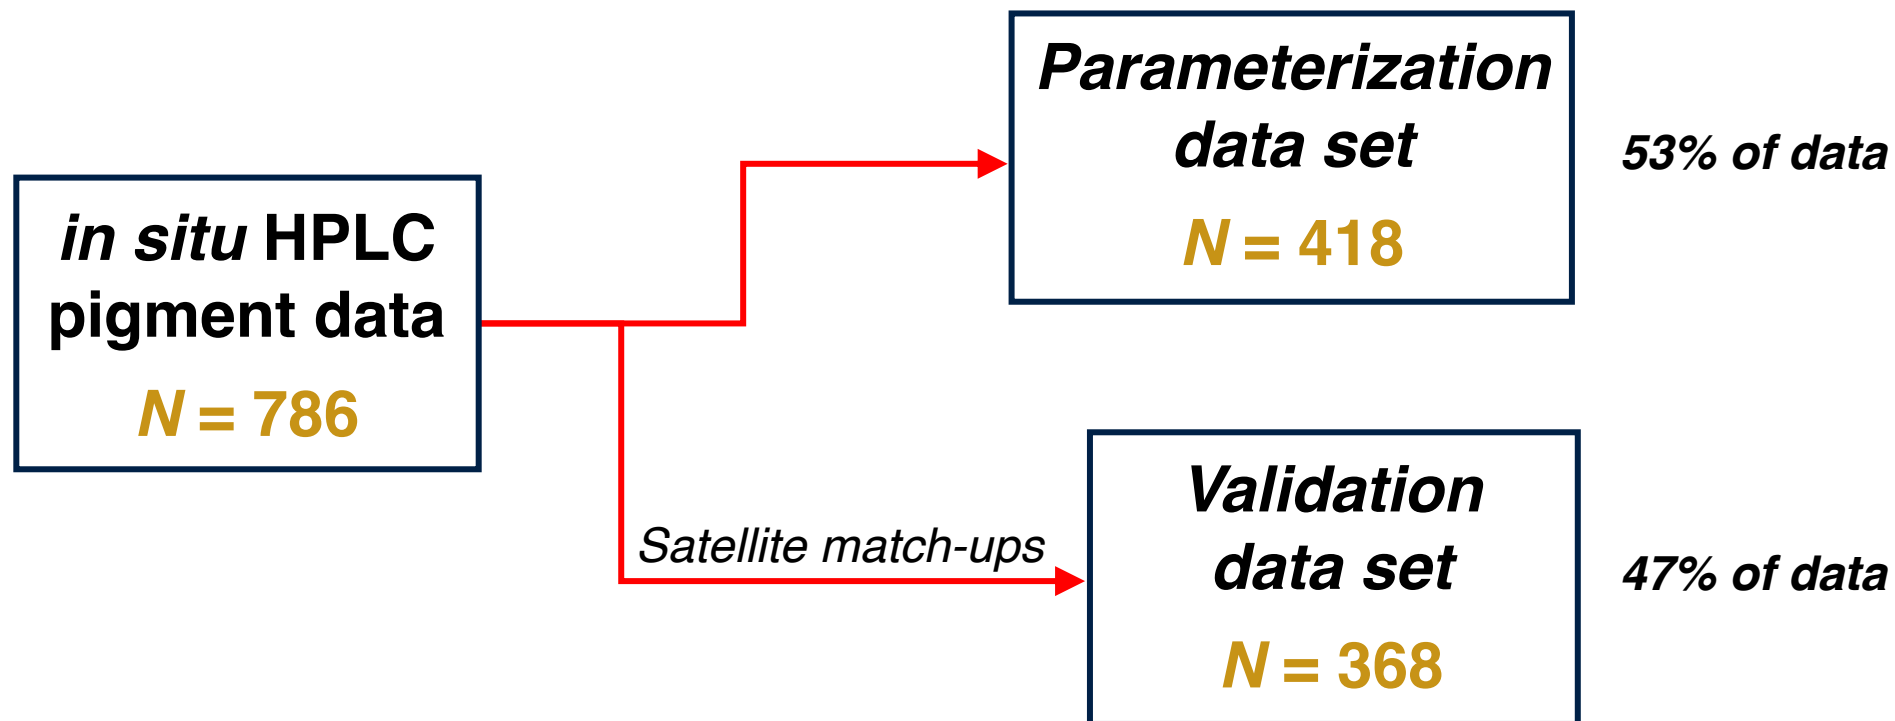 in situ HPLC
pigment data
N = 786
Parameterization
data set
N = 418
53% of data
Satellite match-ups
Validation
data set
N = 368
47% of data